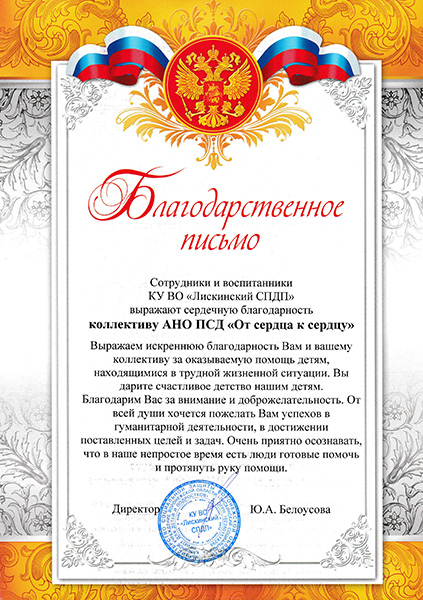 Благодарственное
письмо
Сотрудники и воспитанники
КУ ВО «Лискинский СПДП»
выражают сердечную благодарность
коллективу АНО ПСД «От сердца к сердцу»
Выражаем искреннюю благодарность Вам и вашему
коллективу за оказываемую помощь детям,
находящимися в трудной жизненной ситуации. Вы
дарите счастливое детство нашим детям.
Благодарим Вас за внимание и доброжелательность. От
всей души хочется пожелать Вам успехов в
гуманитарной деятельности, в достижении
поставленных целей и задач. Очень приятно осознавать,
что в наше непростое время есть люди готовые помочь
и протянуть руку помощи.
Директор Ю.А. Белоусова
КУ ВО
«Лискинский
СПДП»